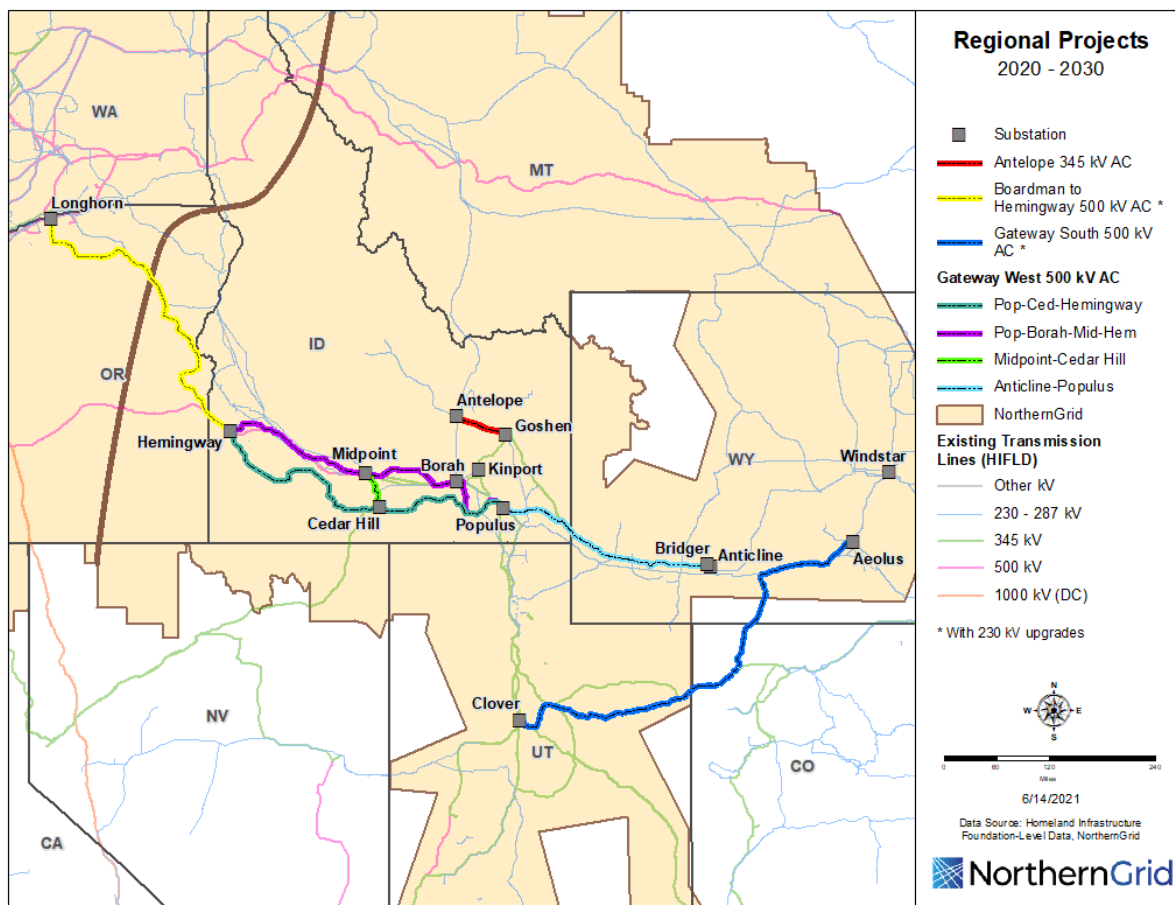 WA
Longhorn
MT
ID
OR
Antelope
Goshen
Hemingway
Midpoint
Borah
Kinport
WY
Windstar
Cedar Hill
Populus
Bridger
Anticline
Aeolus
Clover
NV
UT
CO
CA
Regional Projects
2020 - 2030
Substation
Antelope 345 kV AC
Boardman to
Hemingway 500 kV AC *
Gateway South 500 kV
AC *
Gateway West 500 kV AC
Pop-Ced-Hemingway
Pop-Borah-Mid-Hem
Midpoint-Cedar Hill
Anticline-Populus
NorthernGrid
Existing Transmission
Lines (HIFLD)
Other kV
230 - 287 kV
345 kV
500 kV
1000 kV (DC)
* With 230 kV upgrades
N
W E
S
0 60 120 240
Miles
6/14/2021
Data Source: Homeland Infrastructure
Foundation-Level Data, NorthernGrid
NorthernGrid